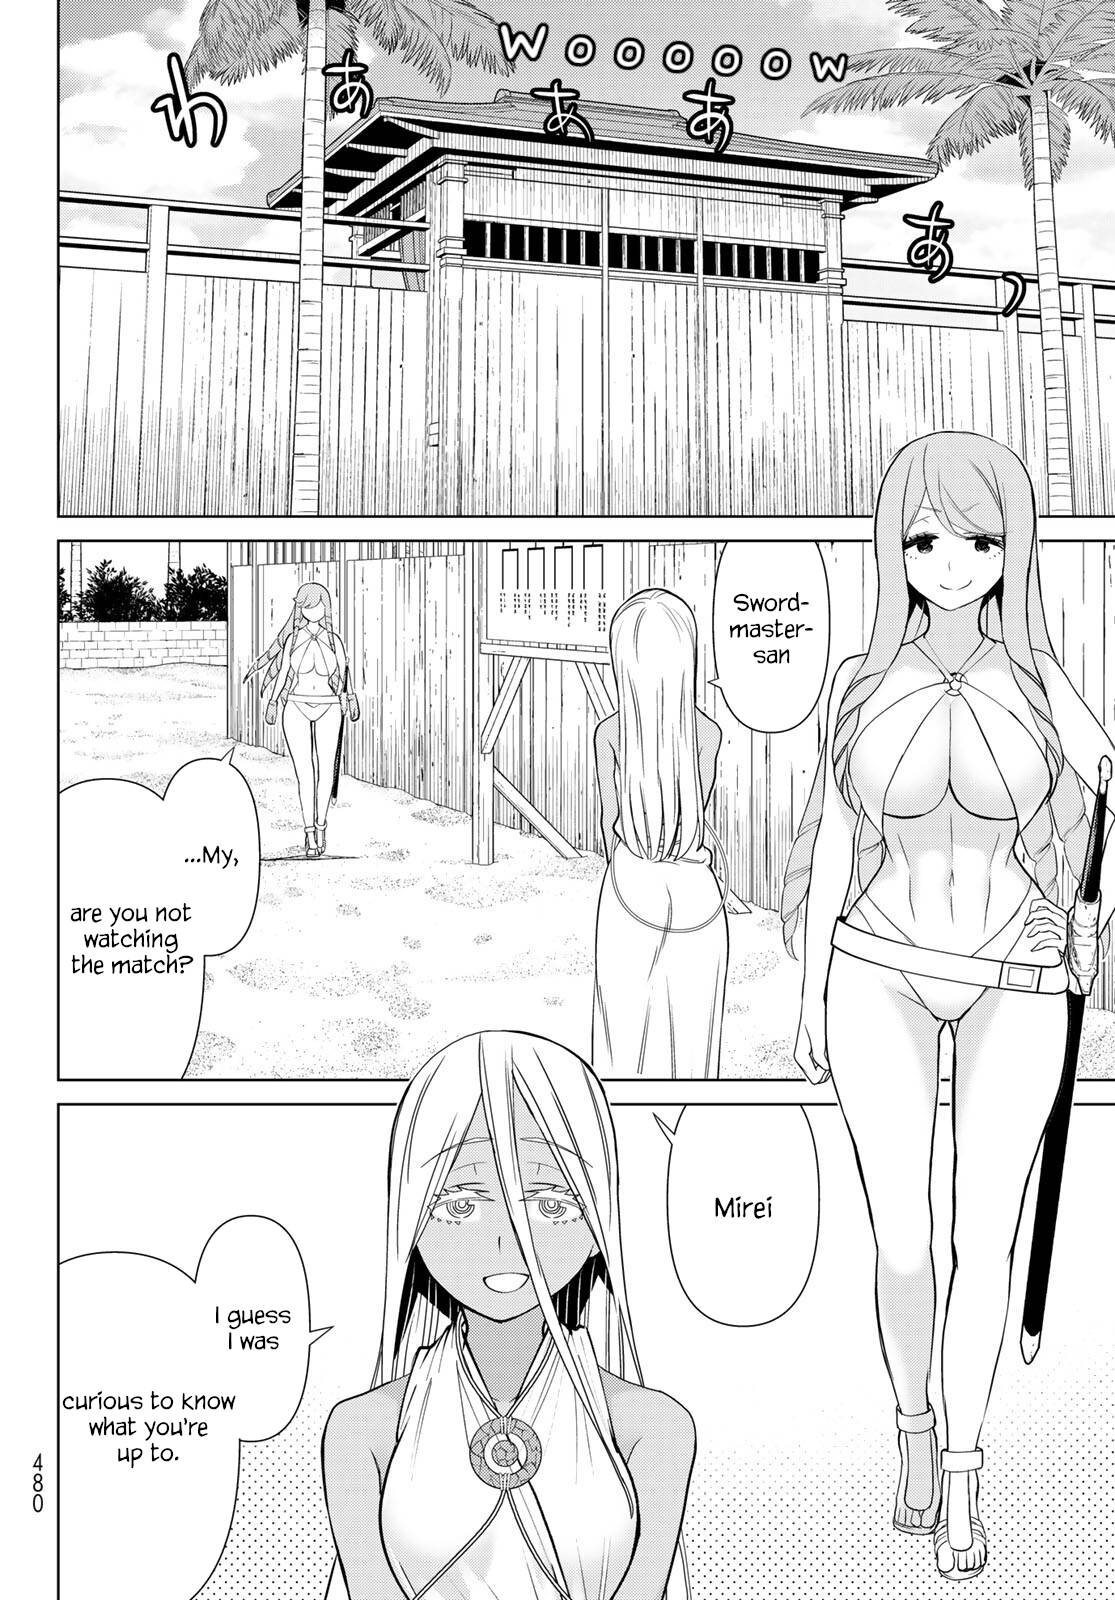 WOOOOOW
わ
あ
あ
あ
あ
っ
Sword-
master-
san
...My,
are you not
watching
the match?
Mirei
I guess
I was
curious to know
what you're
up to.
480